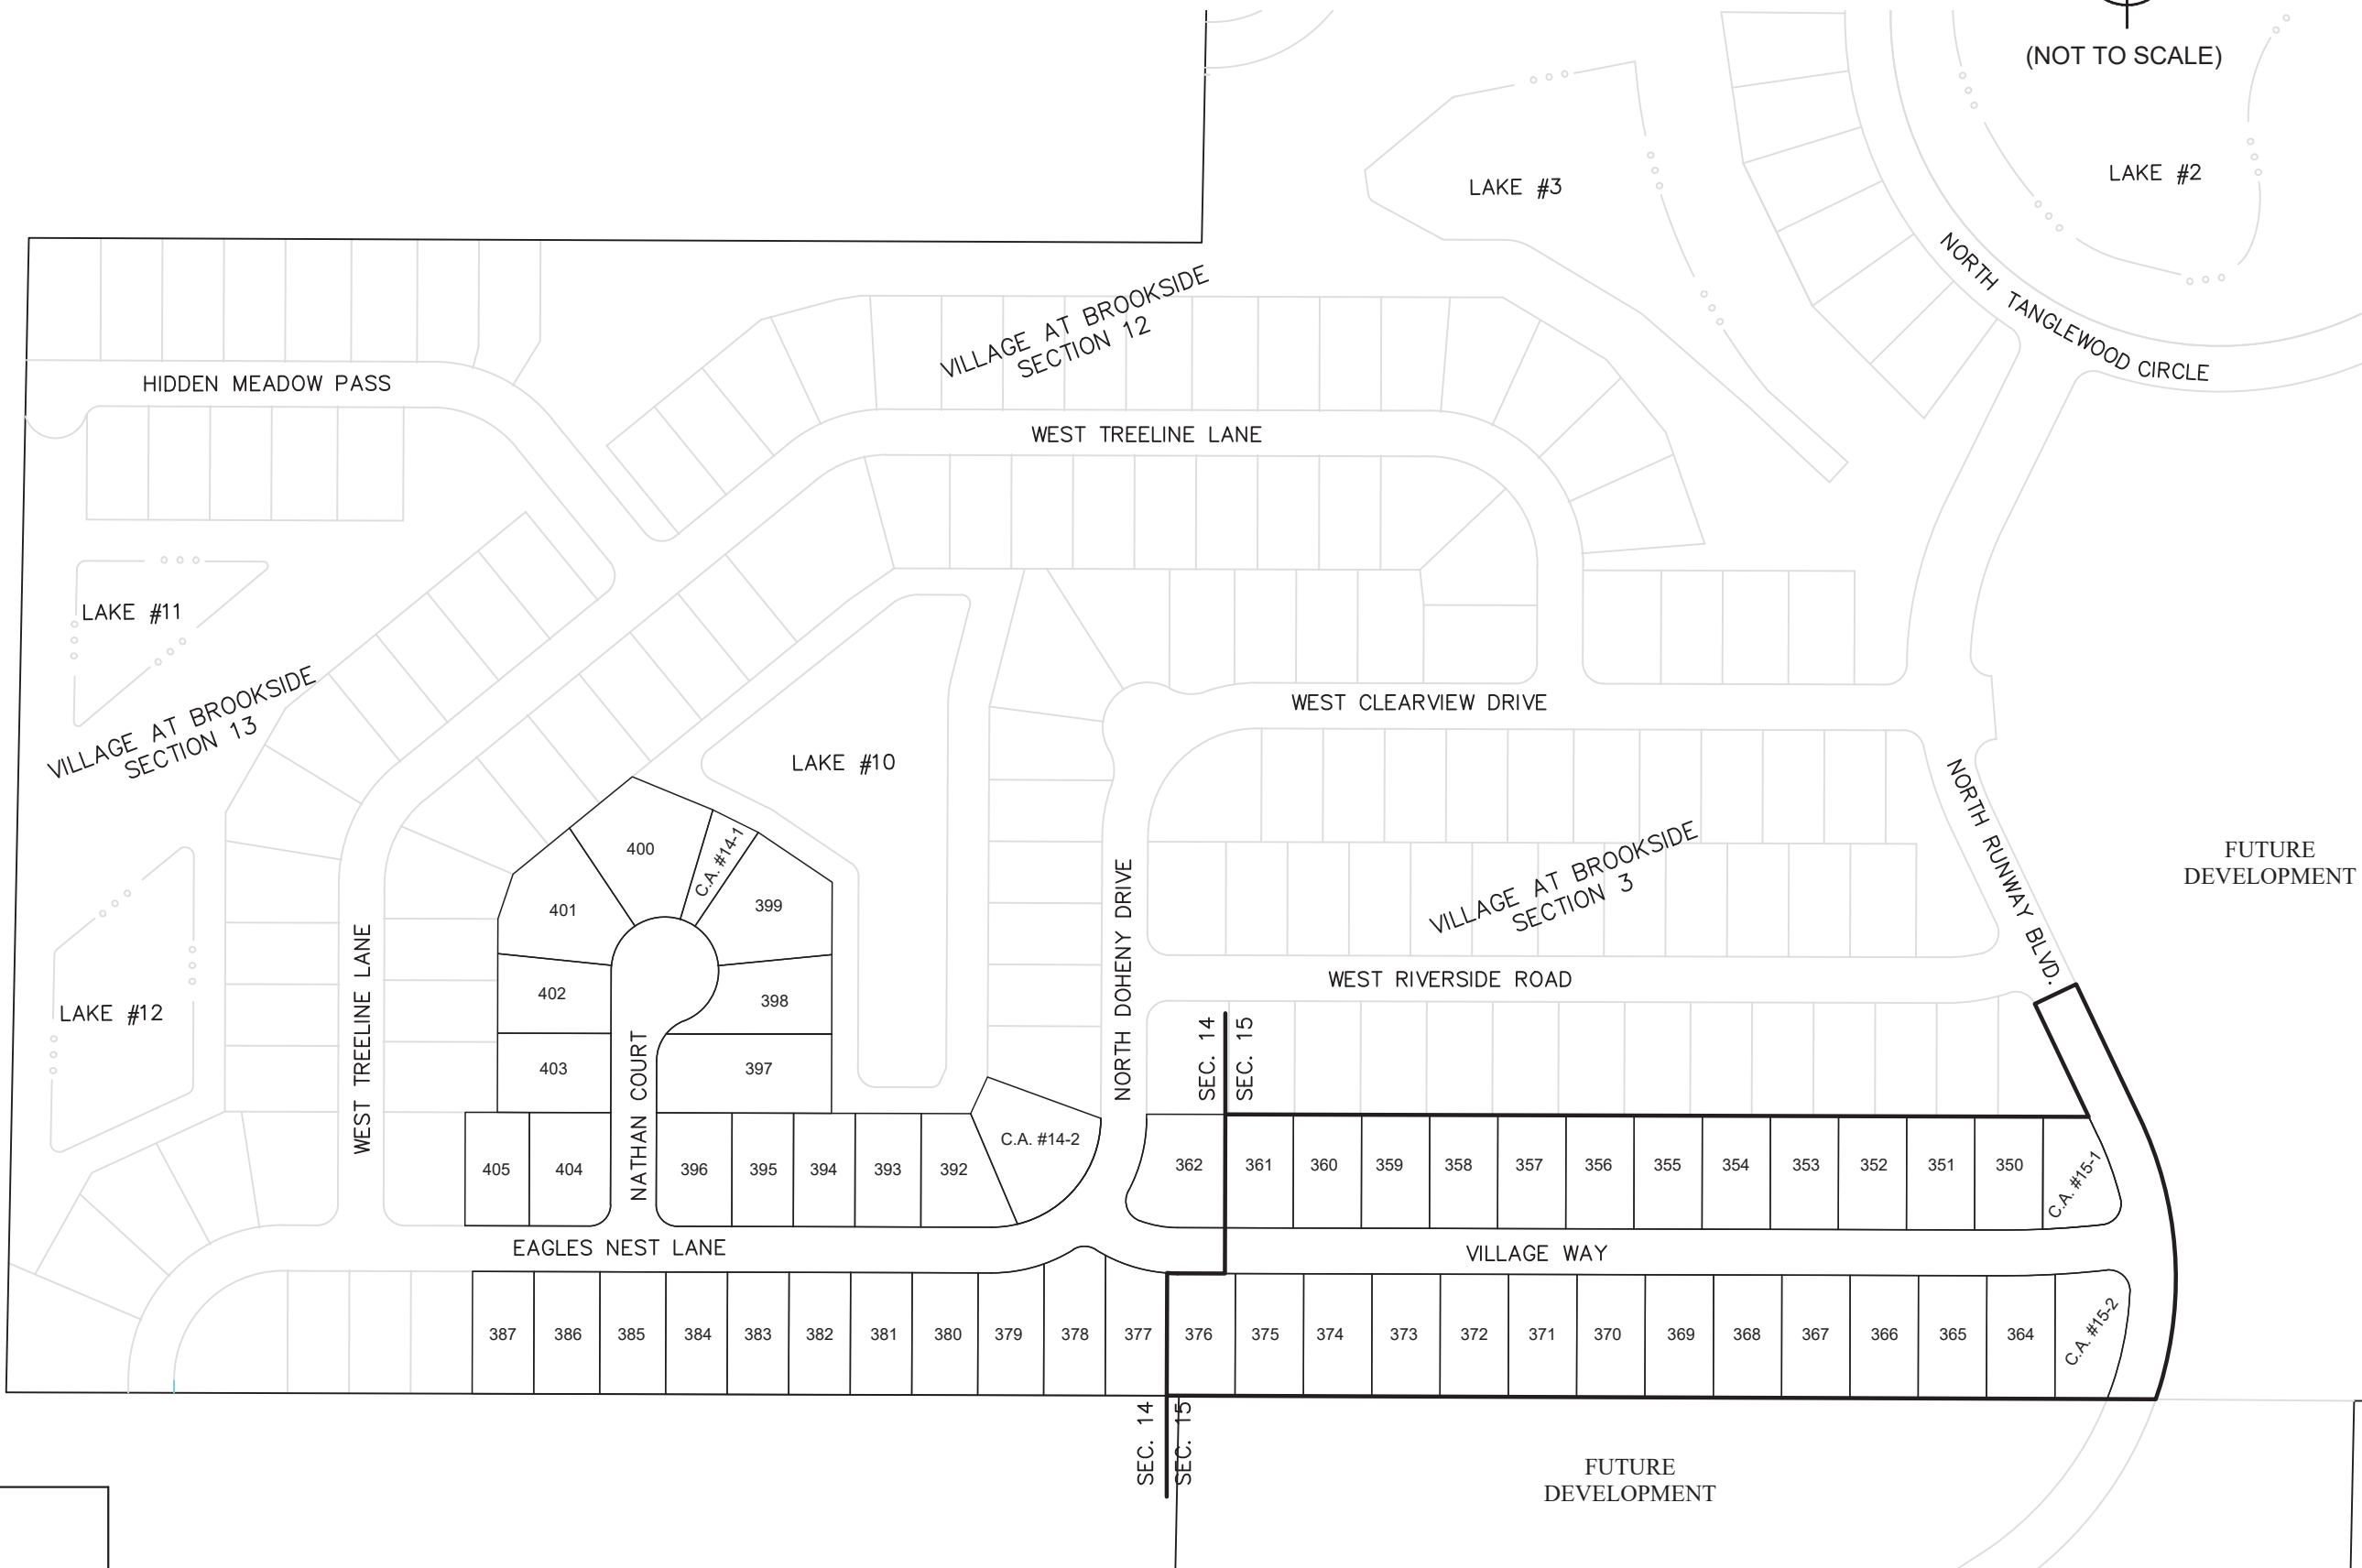 (NOT TO SCALE)
LAKE #3
LAKE #2
NORTH TANGLEWOOD CIRCLE
VILLAGE AT BROOKSIDE
SECTION 12
HIDDEN MEADOW PASS
WEST TREELINE LANE
LAKE #11
VILLAGE AT BROOKSIDE
SECTION 13
WEST CLEARVIEW DRIVE
LAKE #10
NORTH RUNWAY BLVD.
FUTURE
DEVELOPMENT
VILLAGE AT BROOKSIDE
SECTION 3
400
C.A. #14-1
399
401
402
398
403
397
LAKE #12
WEST TREELINE LANE
NATHAN COURT
NORTH DOHENY DRIVE
WEST RIVERSIDE ROAD
SEC. 14
SEC. 15
C.A. #14-2
405
404
396
395
394
393
392
362
361
360
359
358
357
356
355
354
353
352
351
350
C.A. #15-1
EAGLES NEST LANE
VILLAGE WAY
387
386
385
384
383
382
381
380
379
378
377
376
375
374
373
372
371
370
369
368
367
366
365
364
C.A. #15-2
SEC. 14
SEC. 15
FUTURE
DEVELOPMENT